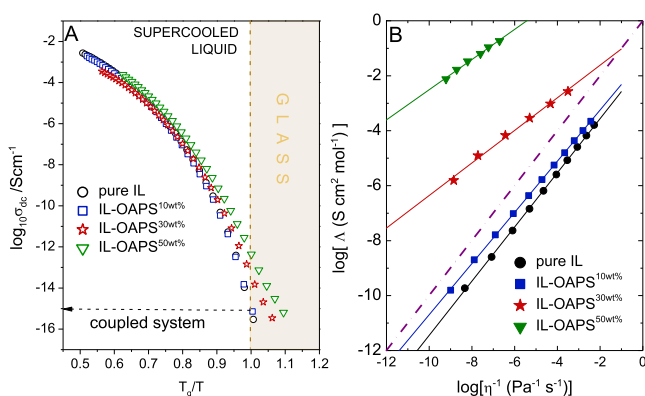 A
SUPERCOOLED
LIQUID
GLASS
pure IL
IL-OAPS10wt%
IL-OAPS30wt%
IL-OAPS50wt%
coupled system
log10σdc /Scm-1
-2
-4
-6
-8
-10
-12
-14
-16
0.5 0.6 0.7 0.8 0.9 1.0 1.1 1.2
Tg/T
B
pure IL
IL-OAPS10wt%
IL-OAPS30wt%
IL-OAPS50wt%
log[ Λ (S cm2 mol-1) ]
0
-2
-4
-6
-8
-10
-12
-12 -10 -8 -6 -4 -2 0
log[η-1 (Pa-1 s-1)]